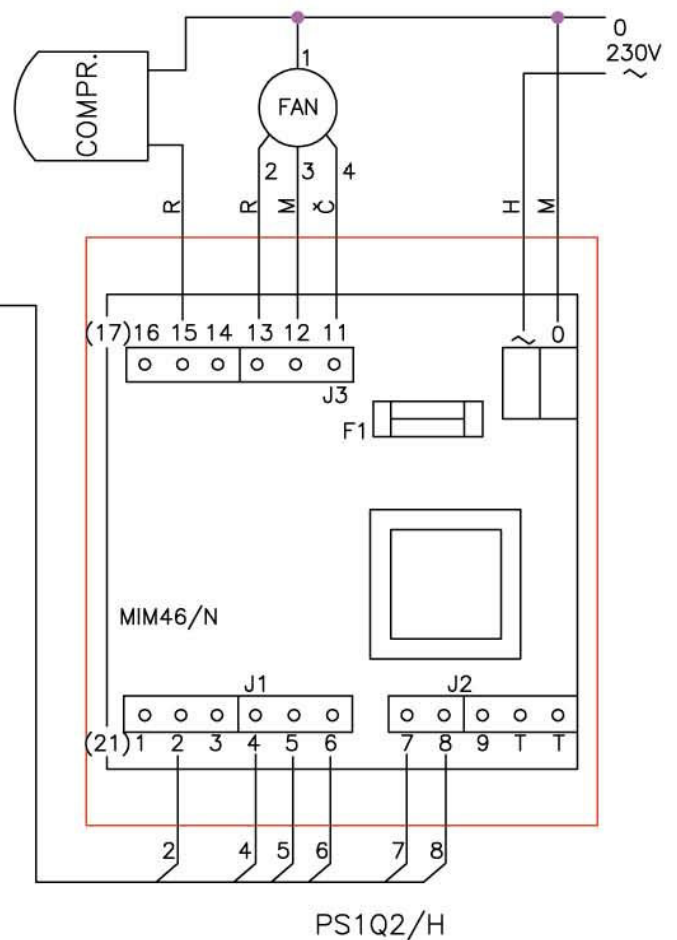 0
230V
~
COMPR.
1
FAN
2 3 4
R R M Č H M
(17) 16 15 14 13 12 11 ~ 0
J3
F1
MIM46/N
J1 J2
(21) 1 2 3 4 5 6 7 8 9 T T
2 4 5 6 7 8
PS1Q2/H